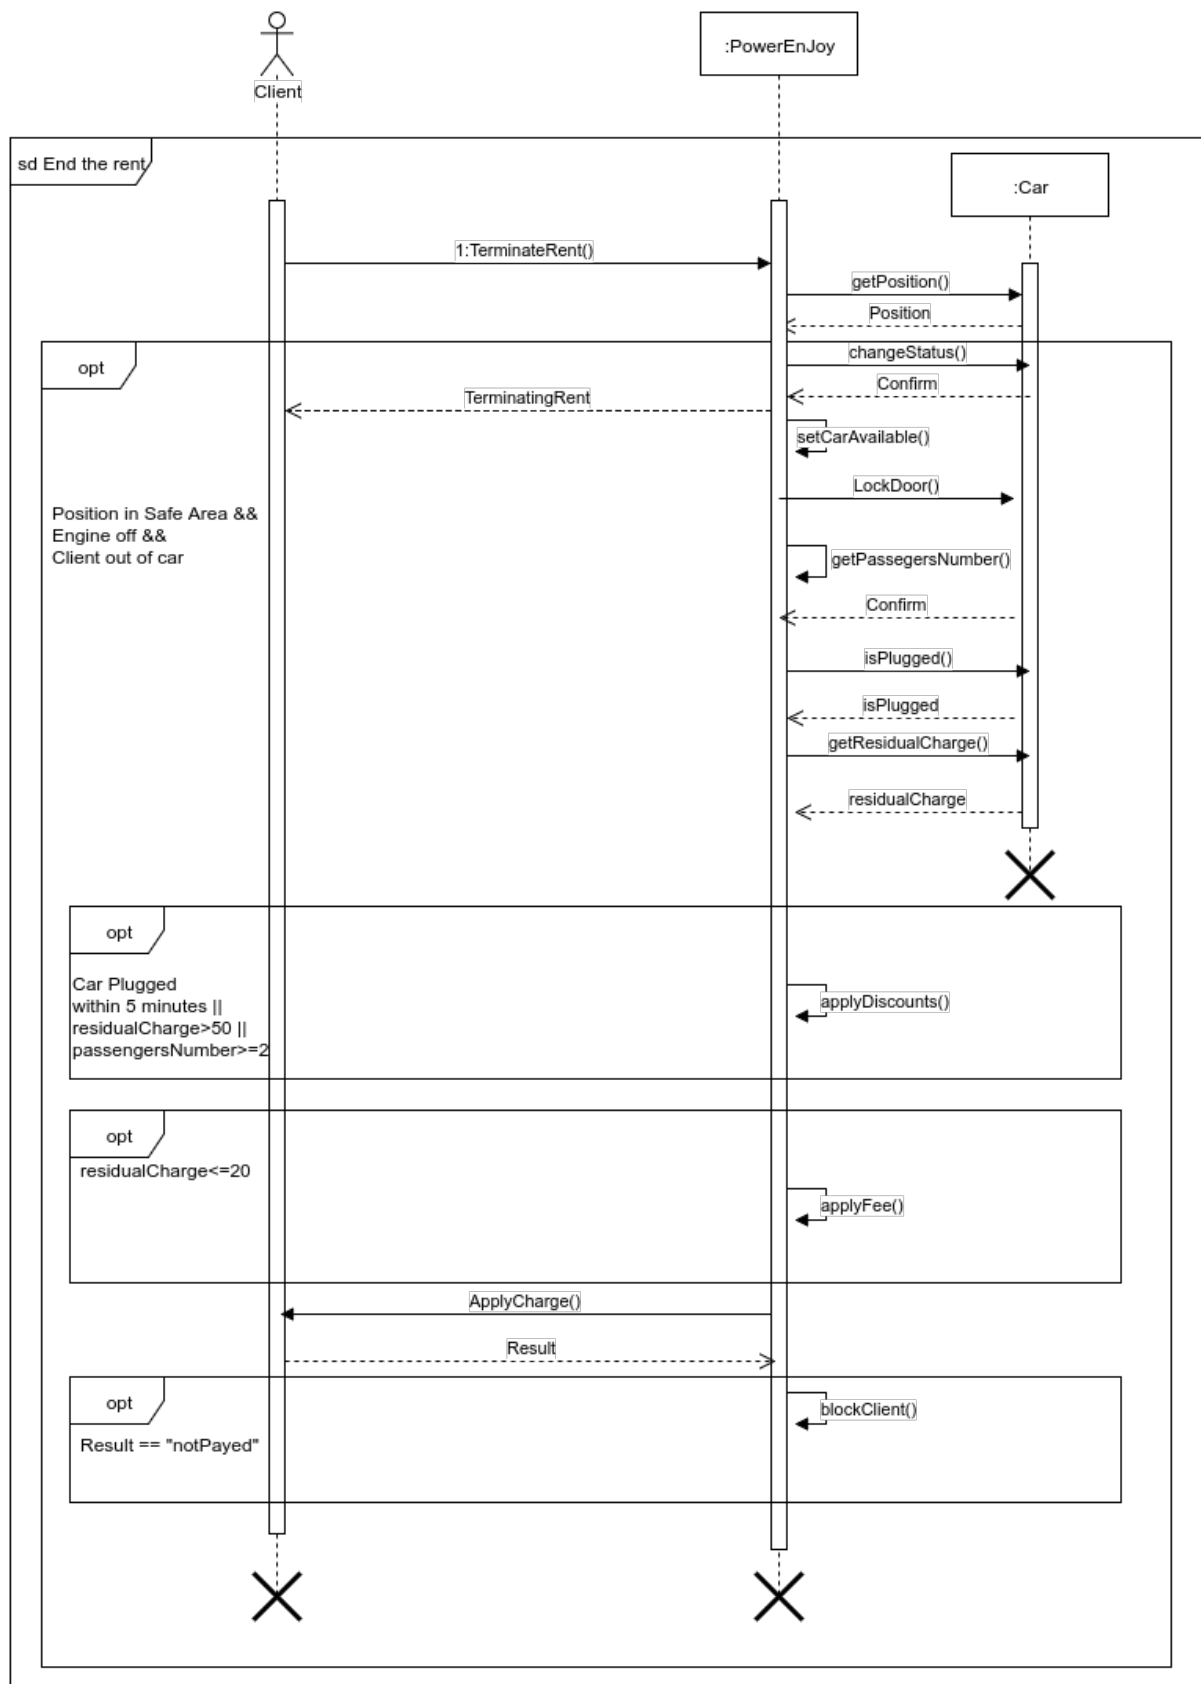 Client
:PowerEnJoy
sd End the rent
:Car
1:TerminateRent()
getPosition()
Position
opt
changeStatus()
Confirm
TerminatingRent
setCarAvailable()
LockDoor()
Position in Safe Area &&
Engine off &&
Client out of car
getPassegersNumber()
Confirm
isPlugged()
isPlugged
getResidualCharge()
residualCharge
opt
Car Plugged
within 5 minutes ||
residualCharge>50 ||
passengersNumber>=2
applyDiscounts()
opt
residualCharge<=20
applyFee()
ApplyCharge()
Result
opt
blockClient()
Result == "notPayed"